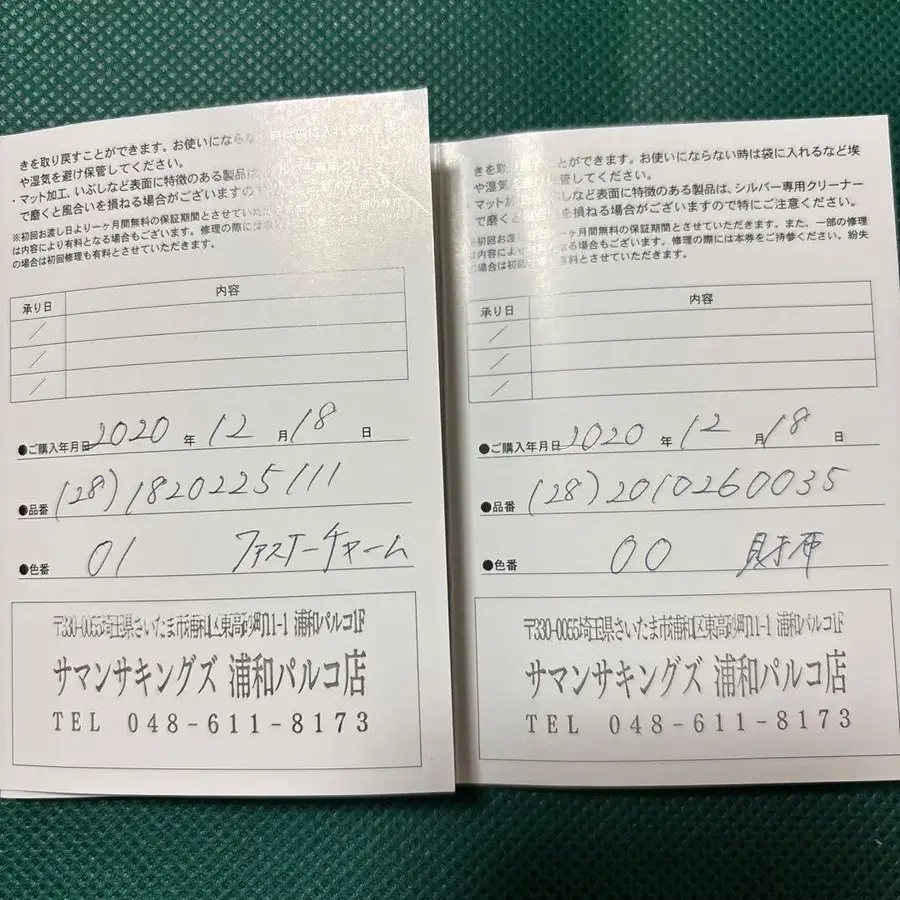 きを取り戻すことができます。お使いにならな
や湿気を避け保管してください。
・マット加工、いぶしなど表面に特徴のある製品は
で磨くと風合いを損ねる場合がございますので
※初回お渡し日より一ヶ月間無料の保証期間とさせていただ
は内容により有料となる場合もございます。修理の際には本
の場合は初回修理も有料とさせていただきます。
承り日 内容
／
／
／
●ご購入年月日 2020 年 12 月 18 日
●品番 (28) 1820225111
●色番 01 ファスナーチャーム
〒330-0055埼玉県さいたま市浦和区東高砂町11-1 浦和パルコ1F
サマンサキングズ 浦和パルコ店
TEL 048-611-8173
きを取り ことができます。お使いにならない時は袋に入れるなど埃
や湿気を 管してください。
マット加工、 ぶしなど表面に特徴のある製品は、シルバー専用クリーナー
で磨くと風合いを損ねる場合がございますので特にご注意ください。
※初回お渡し 一ヶ月間無料の保証期間とさせていただきます。また、一部の修理
は内容により なる場合もございます。修理の際には本券をご持参ください。紛失
の場合は初回 有料とさせていただきます。
承り日 内容
／
／
／
●ご購入年月日 2020 年 12 月 18 日
●品番 (28) 2010260035
●色番 00 財布
〒330-0055埼玉県さいたま市浦和区東高砂町11-1 浦和パルコ1F
サマンサキングズ 浦和パルコ店
TEL 048-611-8173